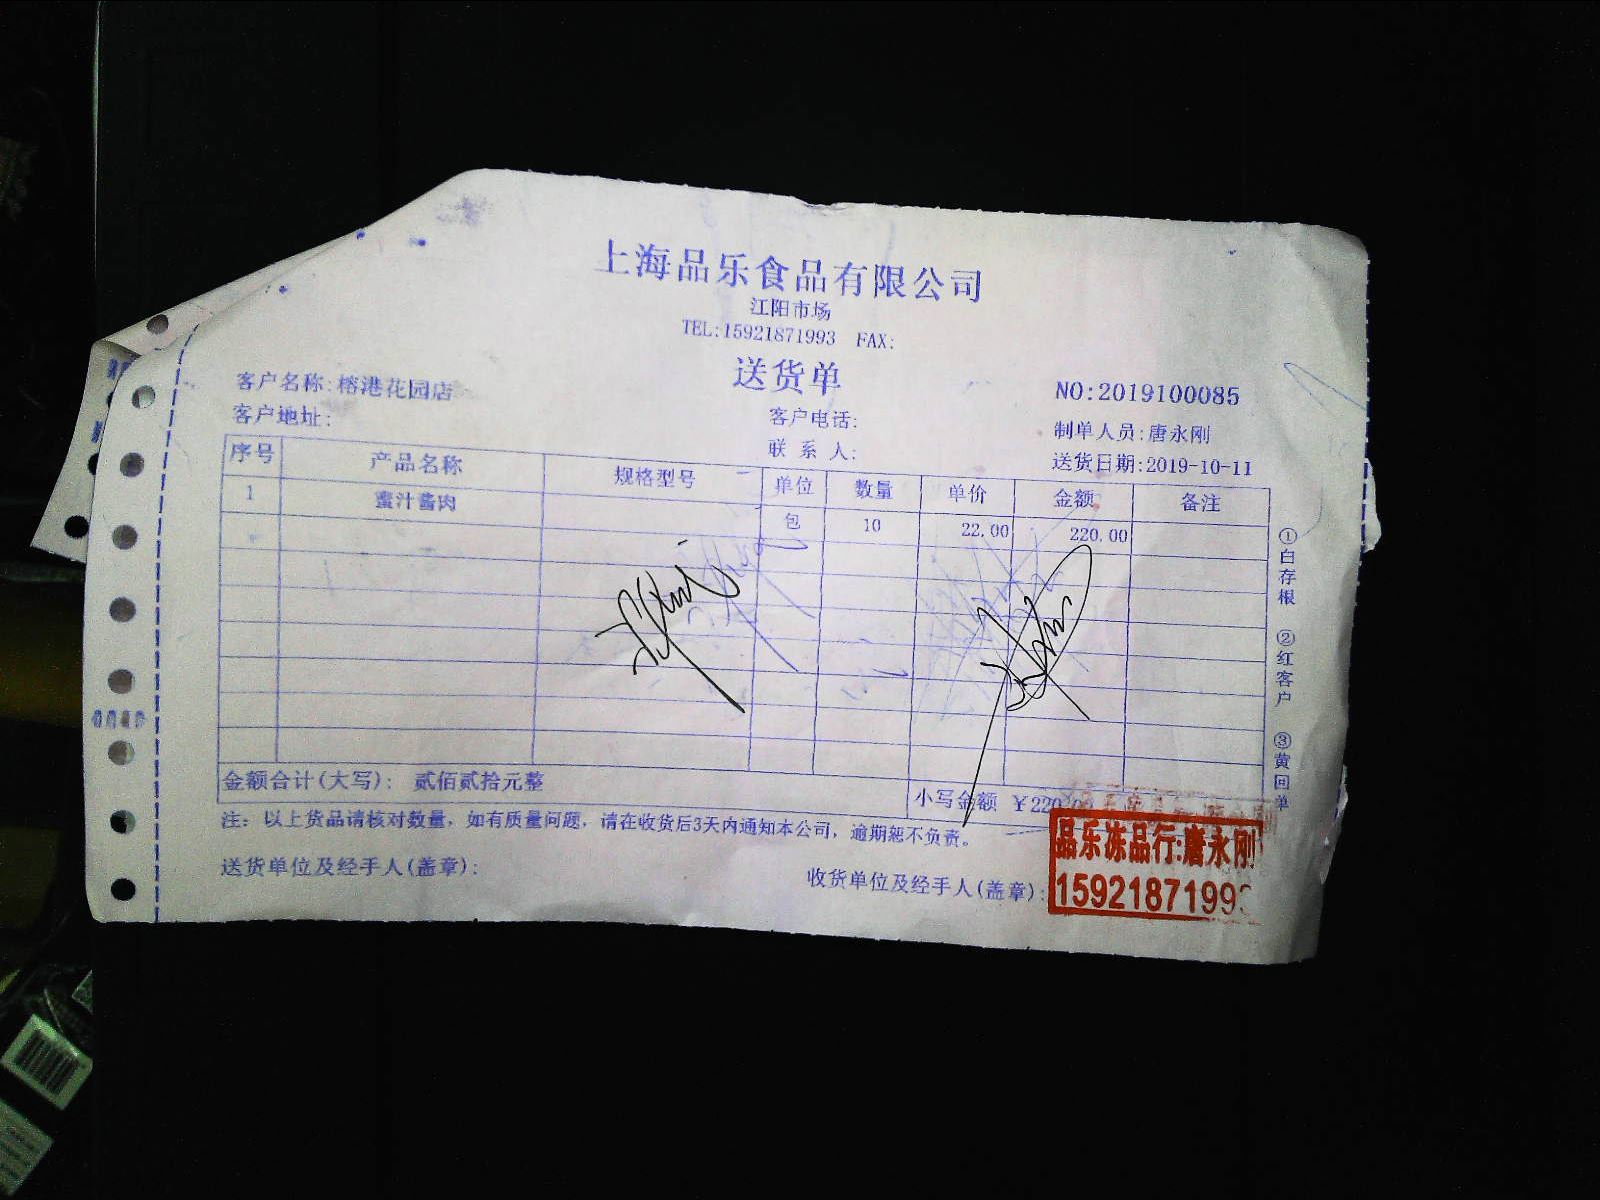 上海品乐食品有限公司
江阳市场
TEL:15921871993 FAX:
送货单
客户名称:榕港花园店
NO:2019100085
客户地址:
客户电话:
制单人员:唐永刚
联 系 人:
送货日期:2019-10-11
序号 产品名称 规格型号 单位 数量 单价 金额 备注
1 蜜汁酱肉 包 10 22.00 220.00
金额合计(大写): 贰佰贰拾元整
小写金额 ￥220
注: 以上货品请核对数量, 如有质量问题, 请在收货后3天内通知本公司, 逾期恕不负责。
送货单位及经手人(盖章):
收货单位及经手人(盖章):
①白存根 ②红客户 ③黄回单
品乐冻品行:唐永刚
15921871993